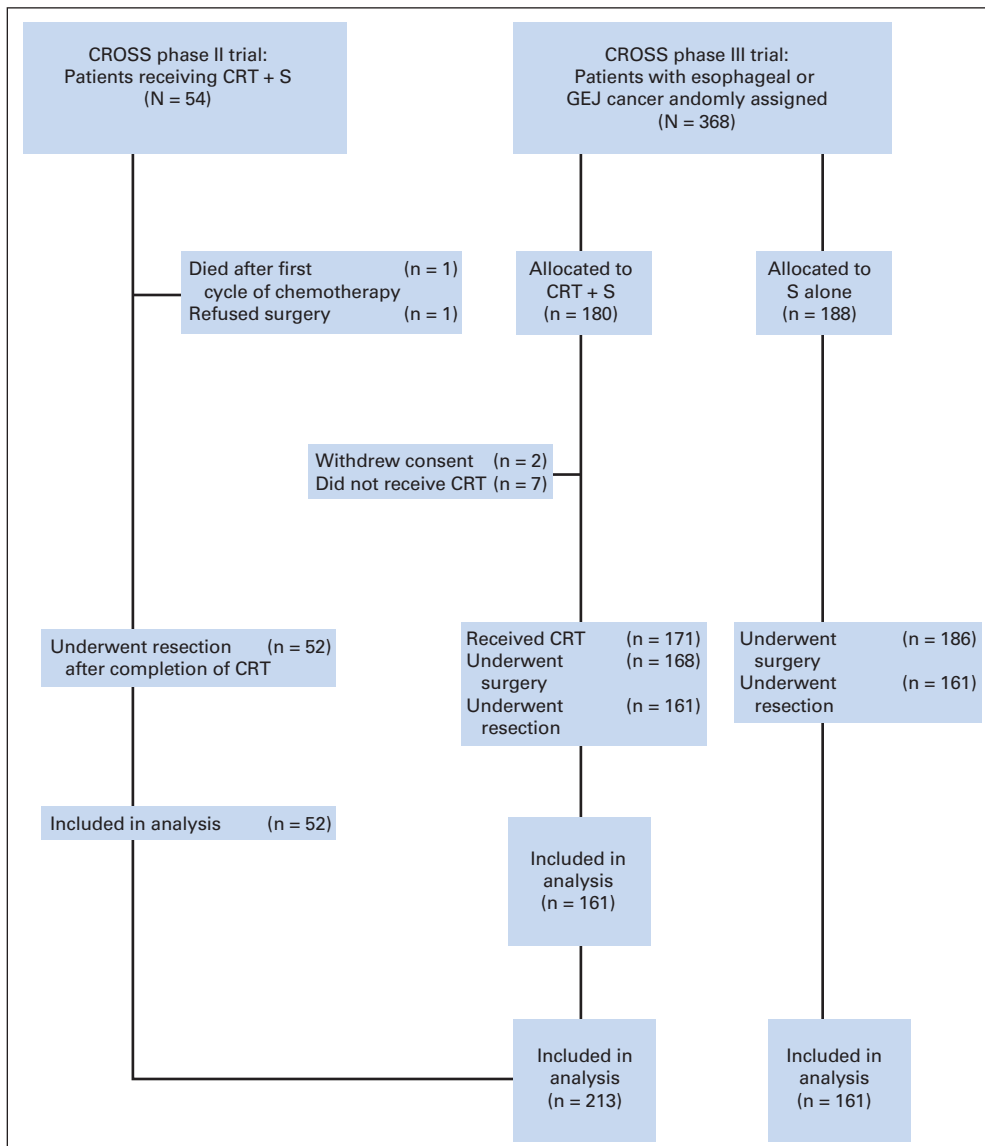 CROSS phase II trial:
Patients receiving CRT + S
(N = 54)
CROSS phase III trial:
Patients with esophageal or
GEJ cancer andomly assigned
(N = 368)
Died after first (n = 1)
cycle of chemotherapy
Refused surgery (n = 1)
Allocated to
CRT + S
(n = 180)
Allocated to
S alone
(n = 188)
Withdrew consent (n = 2)
Did not receive CRT (n = 7)
Underwent resection (n = 52)
after completion of CRT
Received CRT (n = 171)
Underwent (n = 168)
surgery
Underwent (n = 161)
resection
Underwent (n = 186)
surgery
Underwent (n = 161)
resection
Included in analysis (n = 52)
Included in
analysis
(n = 161)
Included in
analysis
(n = 213)
Included in
analysis
(n = 161)